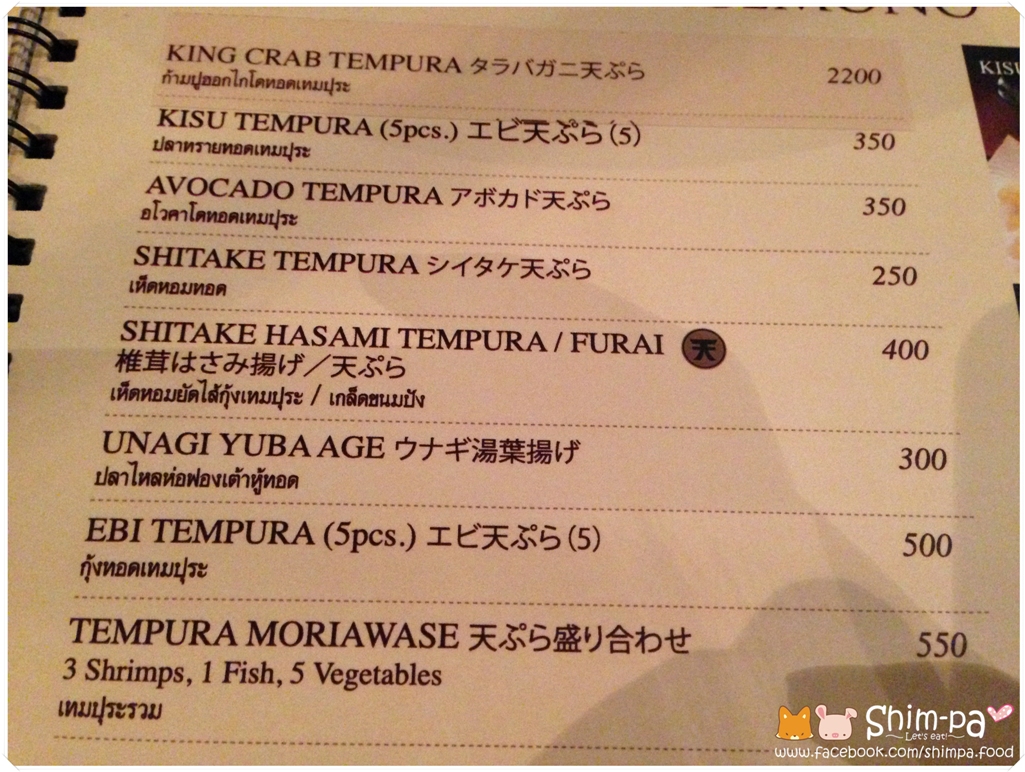 KING CRAB TEMPURA タラバガニ天ぷら 2200
ก้ามปูฮอกไกโดทอดเทมปุระ
KISU TEMPURA (5pcs.) エビ天ぷら (5) 350
ปลาทรายทอดเทมปุระ
AVOCADO TEMPURA アボカド天ぷら 350
อโวคาโดทอดเทมปุระ
SHITAKE TEMPURA シイタケ天ぷら 250
เห็ดหอมทอด
SHITAKE HASAMI TEMPURA / FURAI 天 400
椎茸はさみ揚げ／天ぷら
เห็ดหอมยัดไส้กุ้งเทมปุระ / เกล็ดขนมปัง
UNAGI YUBA AGE ウナギ湯葉揚げ 300
ปลาไหลห่อฟองเต้าหู้ทอด
EBI TEMPURA (5pcs.) エビ天ぷら (5) 500
กุ้งทอดเทมปุระ
TEMPURA MORIAWASE 天ぷら盛り合わせ 550
3 Shrimps, 1 Fish, 5 Vegetables
เทมปุระรวม
Shim-pa
Let's eat!
www.facebook.com/shimpa.food